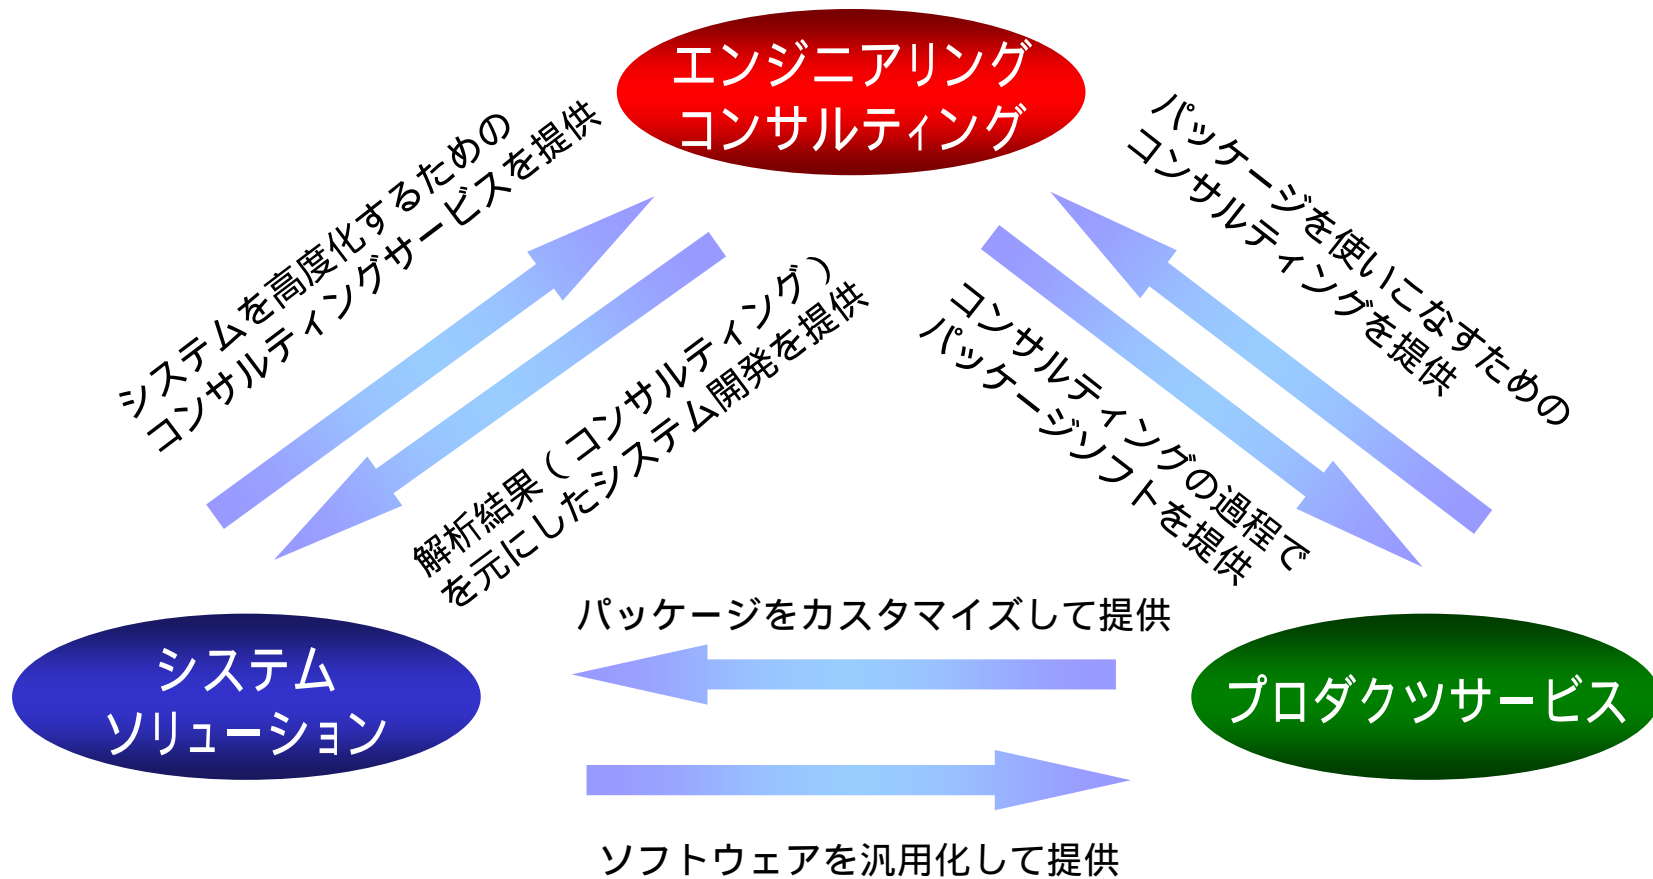 エンジニアリング
コンサルティング
システムを高度化するための
コンサルティングサービスを提供
パッケージを使いこなすための
コンサルティングを提供
解析結果（コンサルティング）
を元にしたシステム開発を提供
コンサルティングの過程で
パッケージソフトを提供
パッケージをカスタマイズして提供
システム
ソリューション
プロダクツサービス
ソフトウェアを汎用化して提供